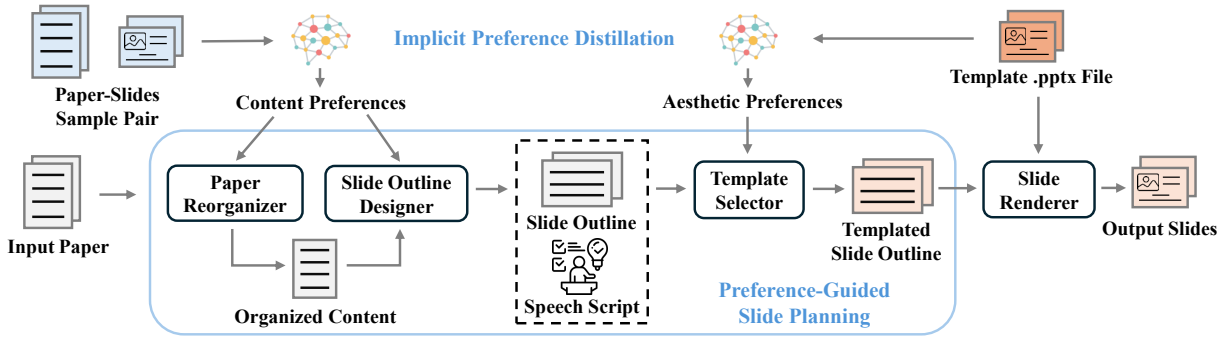 Implicit Preference Distillation
Paper-Slides
Sample Pair
Content Preferences
Aesthetic Preferences
Template .pptx File
Input Paper
Paper
Reorganizer
Slide Outline
Designer
Organized Content
Slide Outline
Speech Script
Template
Selector
Templated
Slide Outline
Preference-Guided
Slide Planning
Slide
Renderer
Output Slides